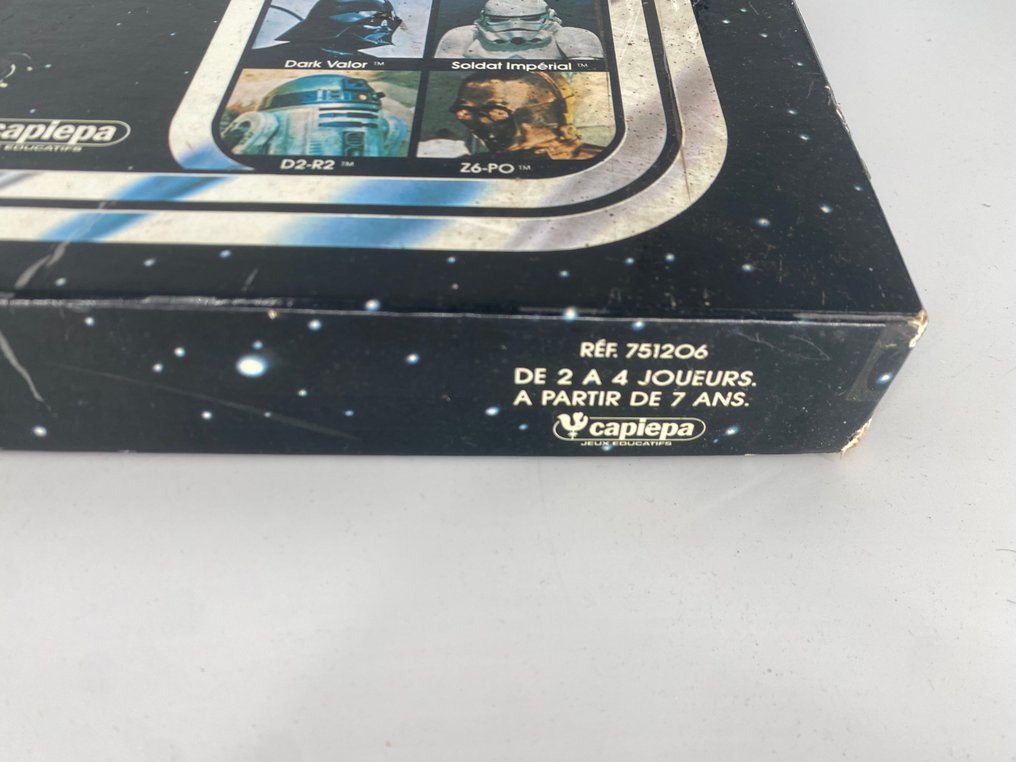 Dark Valor ™
Soldat Impérial ™
D2-R2 ™
Z6-PO ™
capiepa
EDUCATIFS
RÉF. 751206
DE 2 A 4 JOUEURS.
A PARTIR DE 7 ANS.
capiepa
JEUX EDUCATIFS